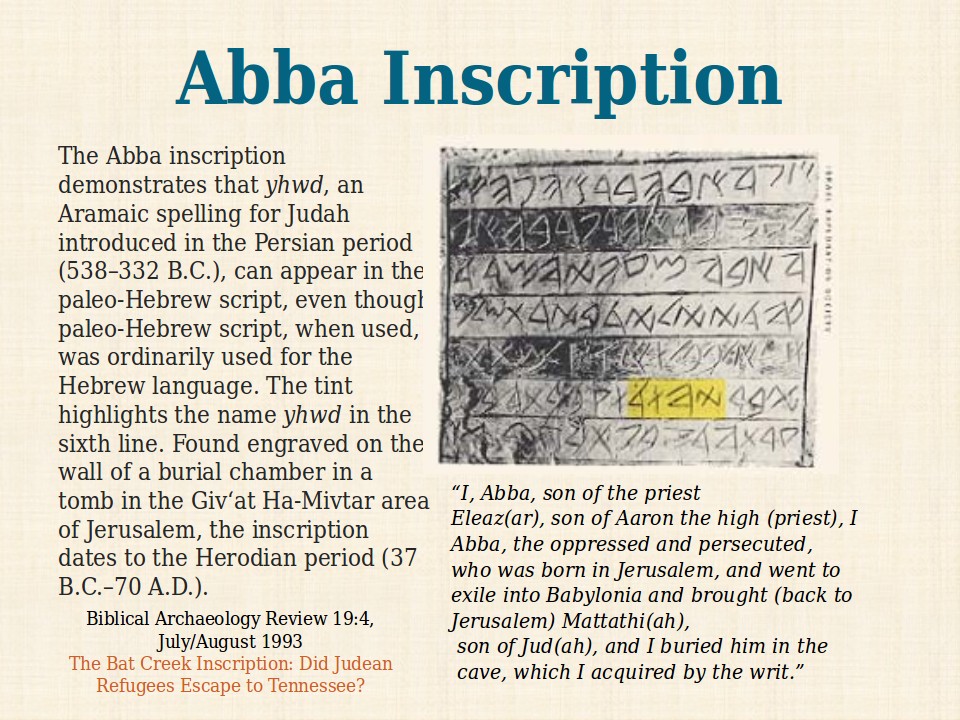 Abba Inscription
The Abba inscription
demonstrates that yhwd, an
Aramaic spelling for Judah
introduced in the Persian period
(538–332 B.C.), can appear in the
paleo-Hebrew script, even though
paleo-Hebrew script, when used,
was ordinarily used for the
Hebrew language. The tint
highlights the name yhwd in the
sixth line. Found engraved on the
wall of a burial chamber in a
tomb in the Giv‘at Ha-Mivtar area
of Jerusalem, the inscription
dates to the Herodian period (37
B.C.–70 A.D.).
Biblical Archaeology Review 19:4,
July/August 1993
The Bat Creek Inscription: Did Judean
Refugees Escape to Tennessee?
“I, Abba, son of the priest
Eleaz(ar), son of Aaron the high (priest), I
Abba, the oppressed and persecuted,
who was born in Jerusalem, and went to
exile into Babylonia and brought (back to
Jerusalem) Mattathi(ah),
son of Jud(ah), and I buried him in the
cave, which I acquired by the writ.”